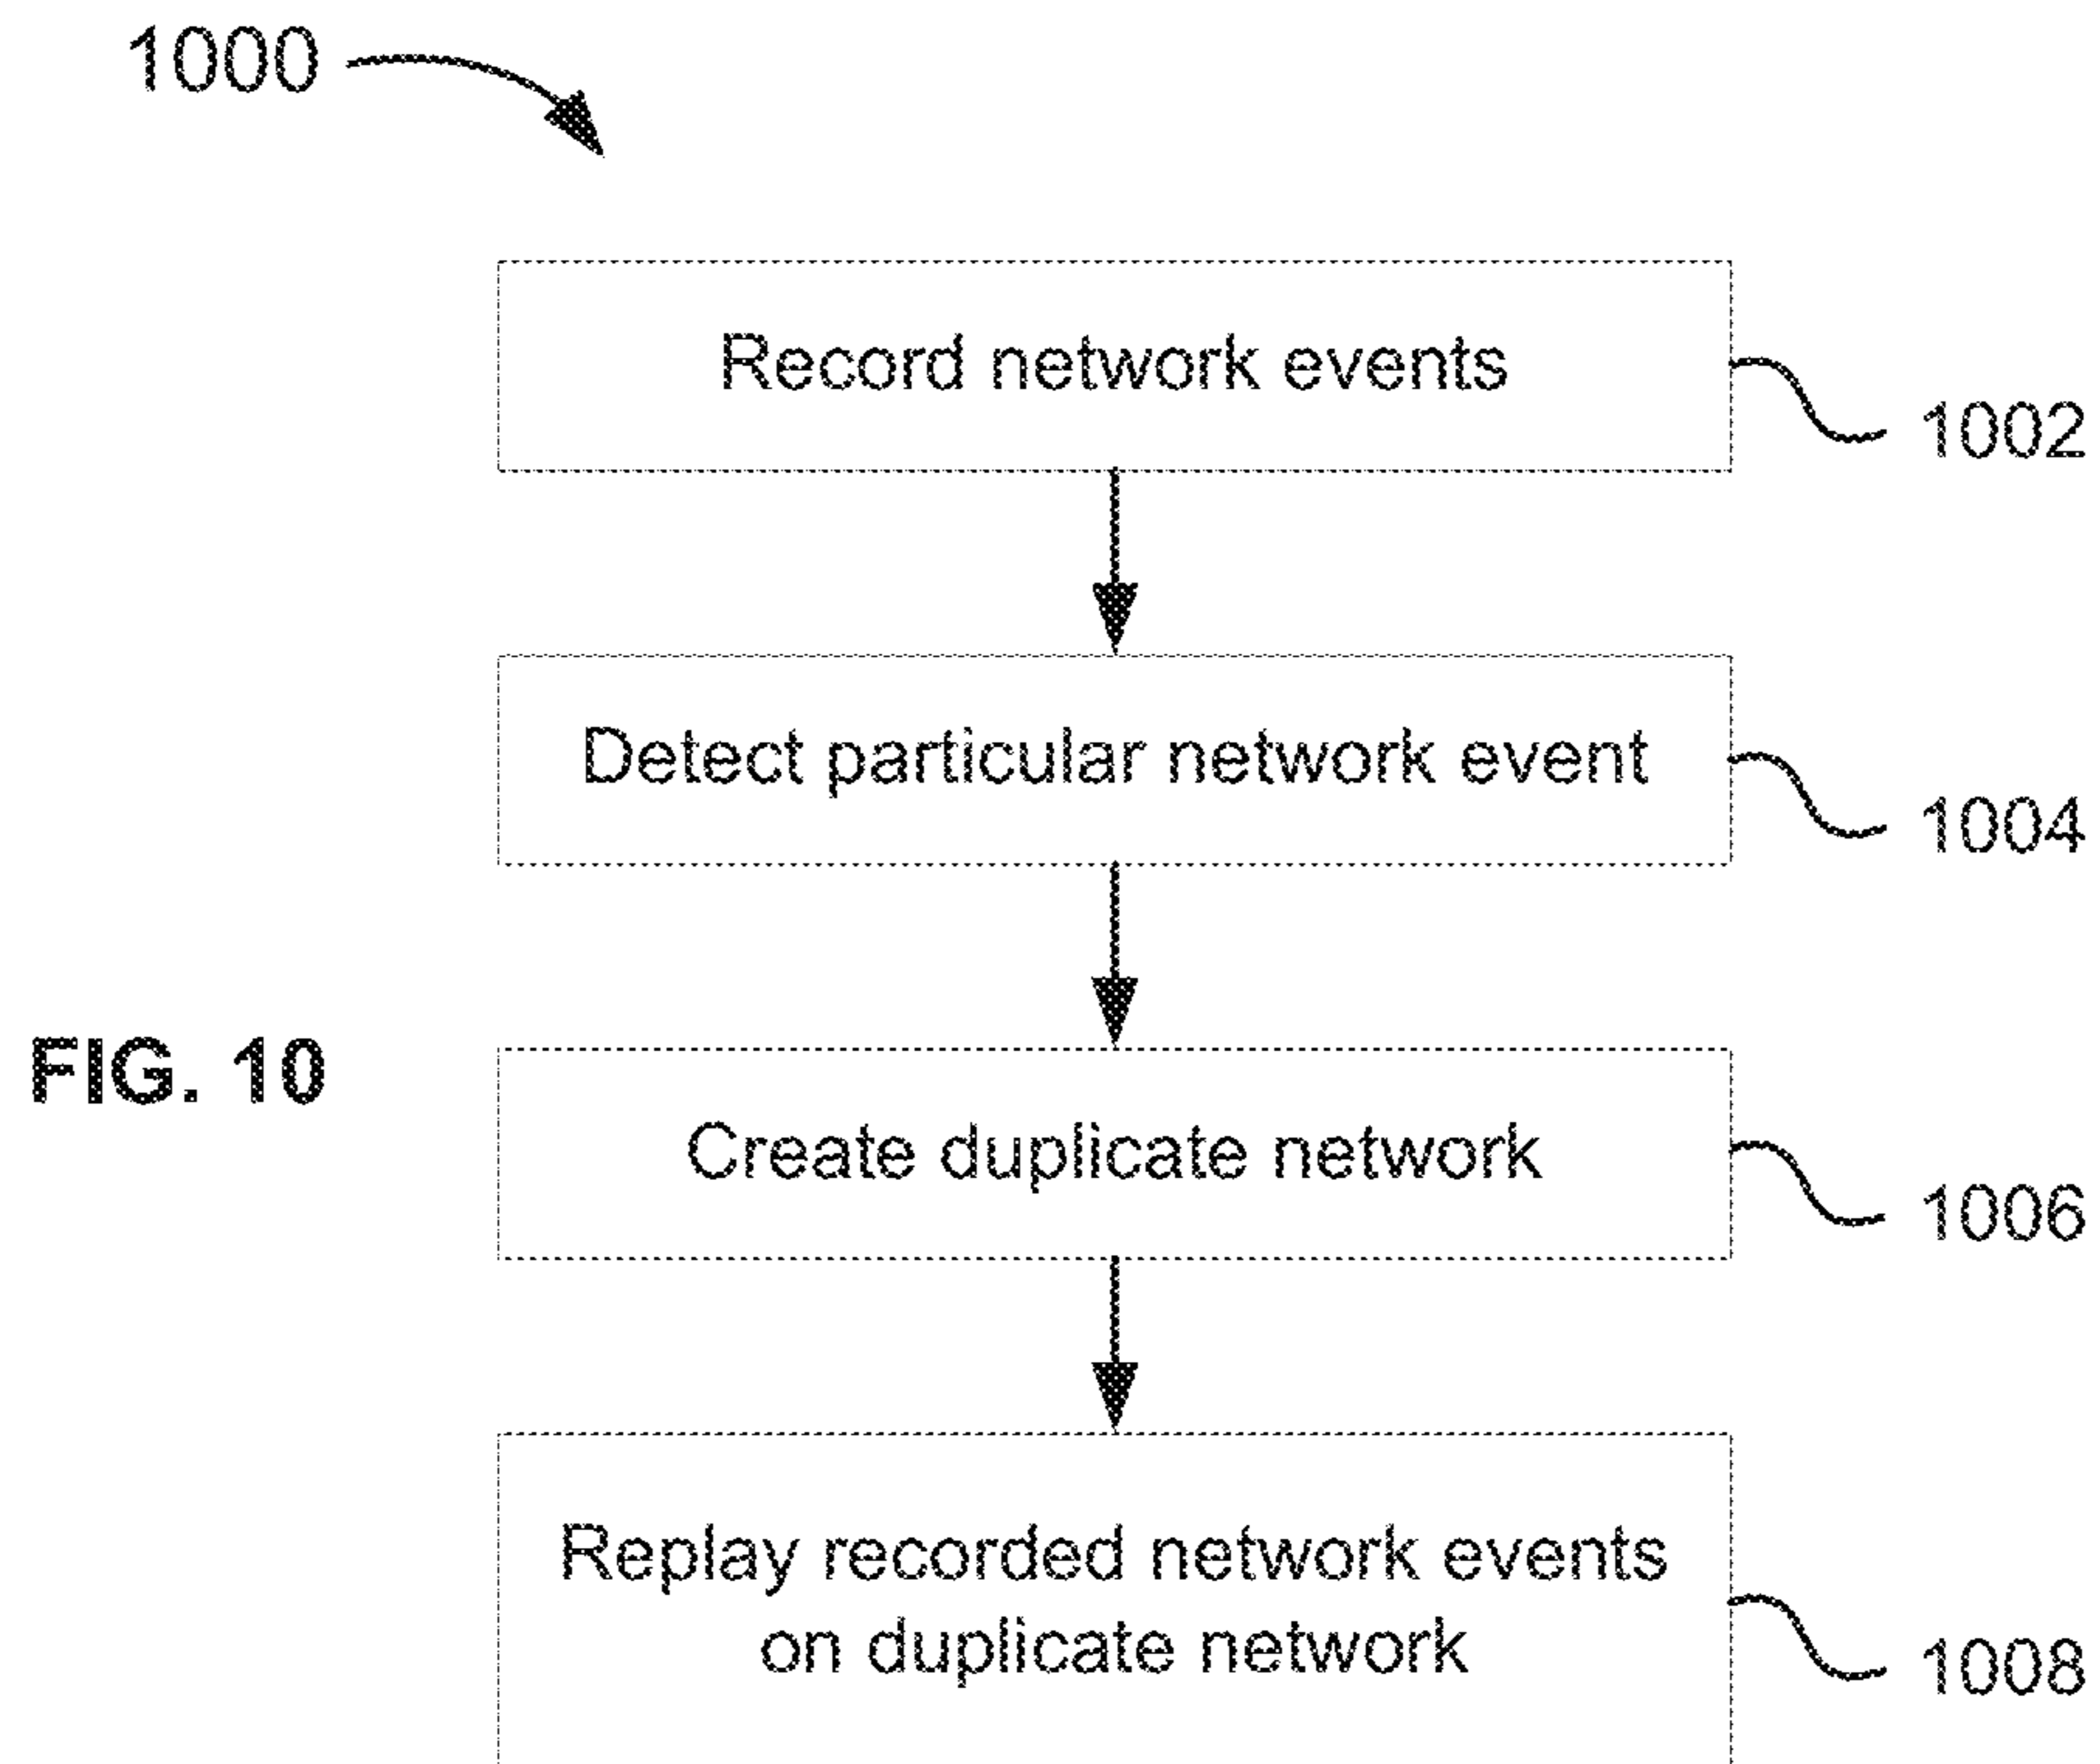 1000
Record network events
1002
Detect particular network event
1004
FIG. 10
Create duplicate network
1006
Replay recorded network events
on duplicate network
1008